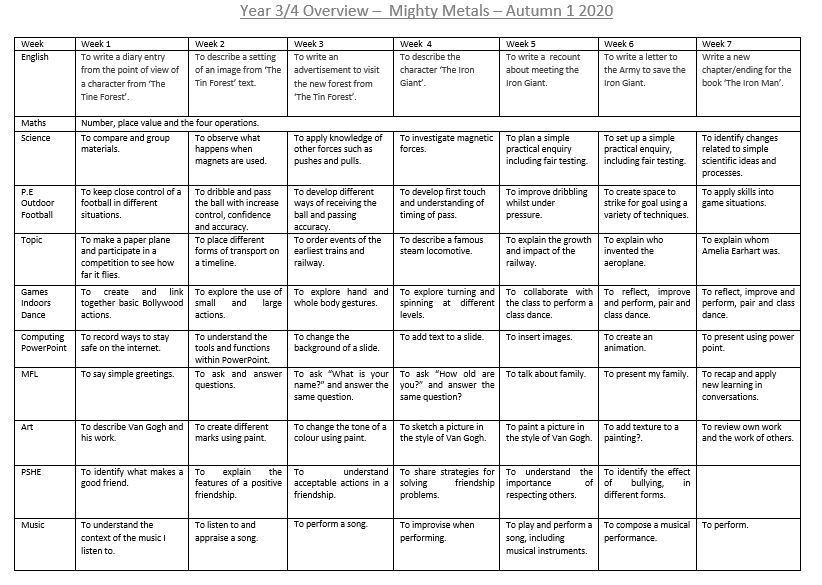 Year 3/4 Overview – Mighty Metals – Autumn 1 2020
Week Week 1 Week 2 Week 3 Week 4 Week 5 Week 6 Week 7
English
To write a diary entry
from the point of view of
a character from 'The
Tine Forest'.
To describe a setting
of an image from 'The
Tin Forest' text.
To write an
advertisement to visit
the new forest from
'The Tin Forest'.
To describe the
character 'The Iron
Giant'.
To write a recount
about meeting the
Iron Giant.
To write a letter to
the Army to save the
Iron Giant.
Write a new
chapter/ending for the
book 'The Iron Man'.
Maths
Number, place value and the four operations.
Science
To compare and group
materials.
To observe what
happens when
magnets are used.
To apply knowledge of
other forces such as
pushes and pulls.
To investigate magnetic
forces.
To plan a simple
practical enquiry
including fair testing.
To set up a simple
practical enquiry,
including fair testing.
To identify changes
related to simple
scientific ideas and
processes.
P.E
Outdoor
Football
To keep close control of a
football in different
situations.
To dribble and pass
the ball with increase
control, confidence
and accuracy.
To develop different
ways of receiving the
ball and passing
accuracy.
To develop first touch
and understanding of
timing of pass.
To improve dribbling
whilst under
pressure.
To create space to
strike for goal using a
variety of techniques.
To apply skills into
game situations.
Topic
To make a paper plane
and participate in a
competition to see how
far it flies.
To place different
forms of transport on
a timeline.
To order events of the
earliest trains and
railway.
To describe a famous
steam locomotive.
To explain the growth
and impact of the
railway.
To explain who
invented the
aeroplane.
To explain whom
Amelia Earhart was.
Games
Indoors
Dance
To create and link
together basic Bollywood
actions.
To explore the use of
small and large
actions.
To explore hand and
whole body gestures.
To explore turning and
spinning at different
levels.
To collaborate with
the class to perform a
class dance.
To reflect, improve
and perform, pair and
class dance.
To reflect, improve and
perform, pair and class
dance.
Computing
PowerPoint
To record ways to stay
safe on the internet.
To understand the
tools and functions
within PowerPoint.
To change the
background of a slide.
To add text to a slide.
To insert images.
To create an
animation.
To present using power
point.
MFL
To say simple greetings.
To ask and answer
questions.
To ask "What is your
name?" and answer the
same question.
To ask "How old are
you?" and answer the
same question?
To talk about family.
To present my family.
To recap and apply
new learning in
conversations.
Art
To describe Van Gogh and
his work.
To create different
marks using paint.
To change the tone of a
colour using paint.
To sketch a picture in
the style of Van Gogh.
To paint a picture in
the style of Van Gogh.
To add texture to a
painting?.
To review own work
and the work of others.
PSHE
To identify what makes a
good friend.
To explain the
features of a positive
friendship.
To understand
acceptable actions in a
friendship.
To share strategies for
solving friendship
problems.
To understand the
importance of
respecting others.
To identify the effect
of bullying, in
different forms.
Music
To understand the
context of the music I
listen to.
To listen to and
appraise a song.
To perform a song.
To improvise when
performing.
To play and perform a
song, including
musical instruments.
To compose a musical
performance.
To perform.